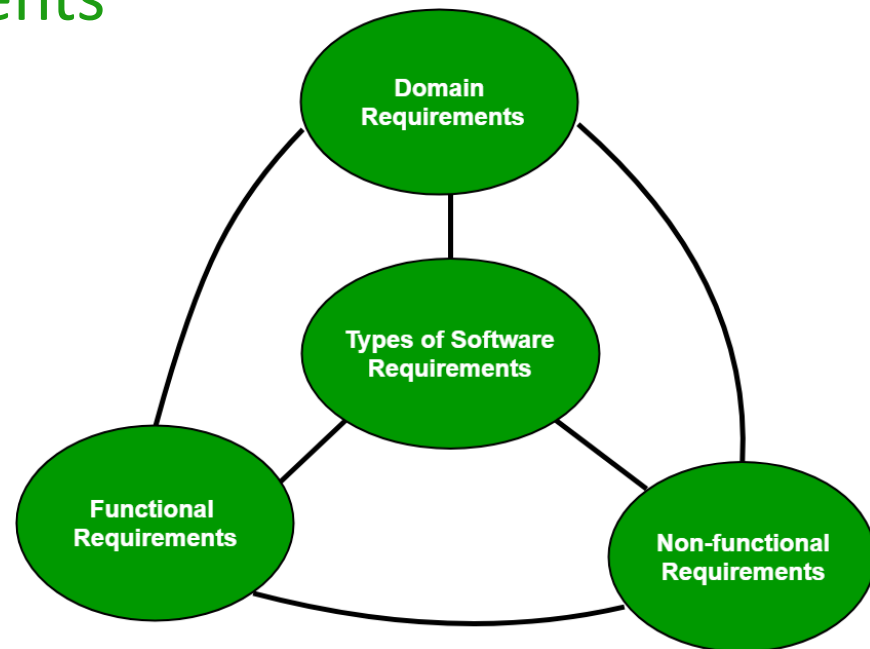 Domain
Requirements
Types of Software
Requirements
Functional
Requirements
Non-functional
Requirements